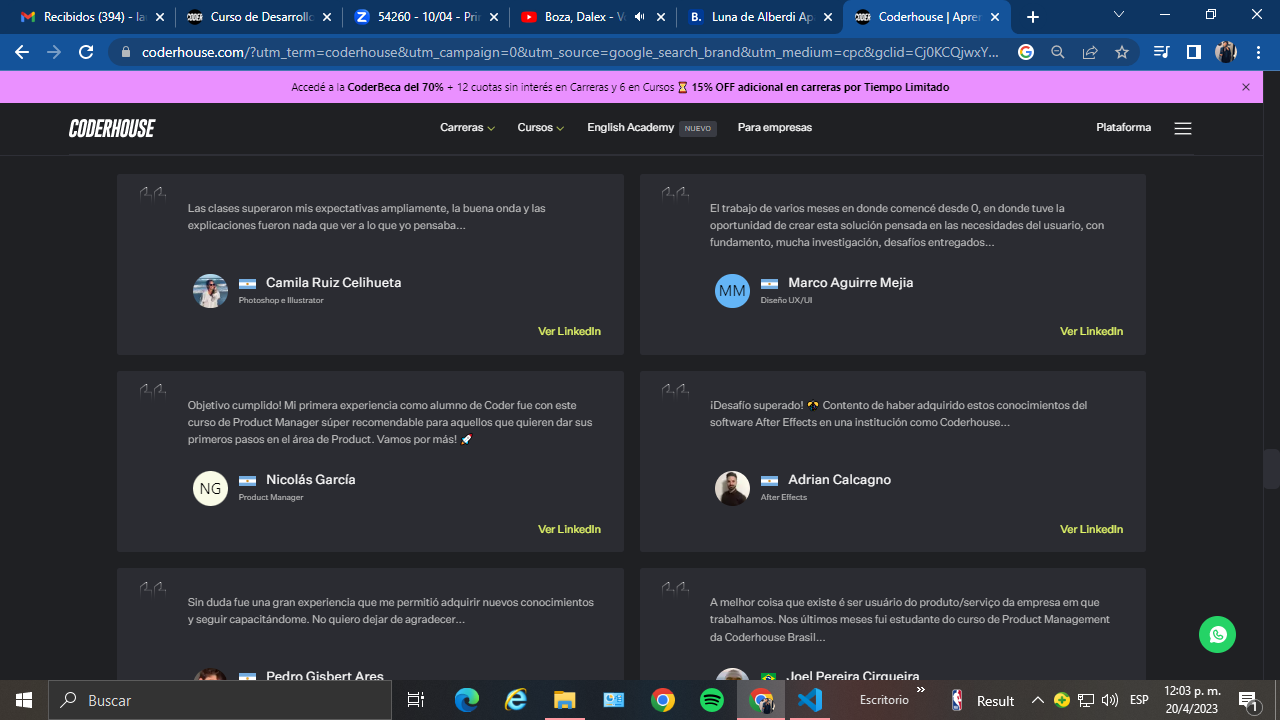 Recibidos (394) - la
Curso de Desarrollo
54260 - 10/04 - Prin
Boza, Dalex - V
Luna de Alberdi Apa
Coderhouse | Apren
coderhouse.com/?utm_term=coderhouse&utm_campaign=0&utm_source=google_search_brand&utm_medium=cpc&gclid=Cj0KCQjwxY...
Accedé a la CoderBeca del 70% + 12 cuotas sin interés en Carreras y 6 en Cursos ⏳ 15% OFF adicional en carreras por Tiempo Limitado
CODERHOUSE
Carreras
Cursos
English Academy NUEVO
Para empresas
Plataforma
Las clases superaron mis expectativas ampliamente, la buena onda y las
explicaciones fueron nada que ver a lo que yo pensaba...
Camila Ruiz Celihueta
Photoshop e Illustrator
Ver LinkedIn
El trabajo de varios meses en donde comencé desde 0, en donde tuve la
oportunidad de crear esta solución pensada en las necesidades del usuario, con
fundamento, mucha investigación, desafíos entregados...
MM
Marco Aguirre Mejia
Diseño UX/UI
Ver LinkedIn
Objetivo cumplido! Mi primera experiencia como alumno de Coder fue con este
curso de Product Manager súper recomendable para aquellos que quieren dar sus
primeros pasos en el área de Product. Vamos por más! 🚀
NG
Nicolás García
Product Manager
Ver LinkedIn
¡Desafío superado! Contento de haber adquirido estos conocimientos del
software After Effects en una institución como Coderhouse...
Adrian Calcagno
After Effects
Ver LinkedIn
Sin duda fue una gran experiencia que me permitió adquirir nuevos conocimientos
y seguir capacitándome. No quiero dejar de agradecer...
Pedro Gisbert Ares
A melhor coisa que existe é ser usuário do produto/serviço da empresa em que
trabalhamos. Nos últimos meses fui estudante do curso de Product Management
da Coderhouse Brasil...
Joel Pereira Cirqueira
Buscar
Escritorio
Result
ESP
12:03 p. m.
20/4/2023
1